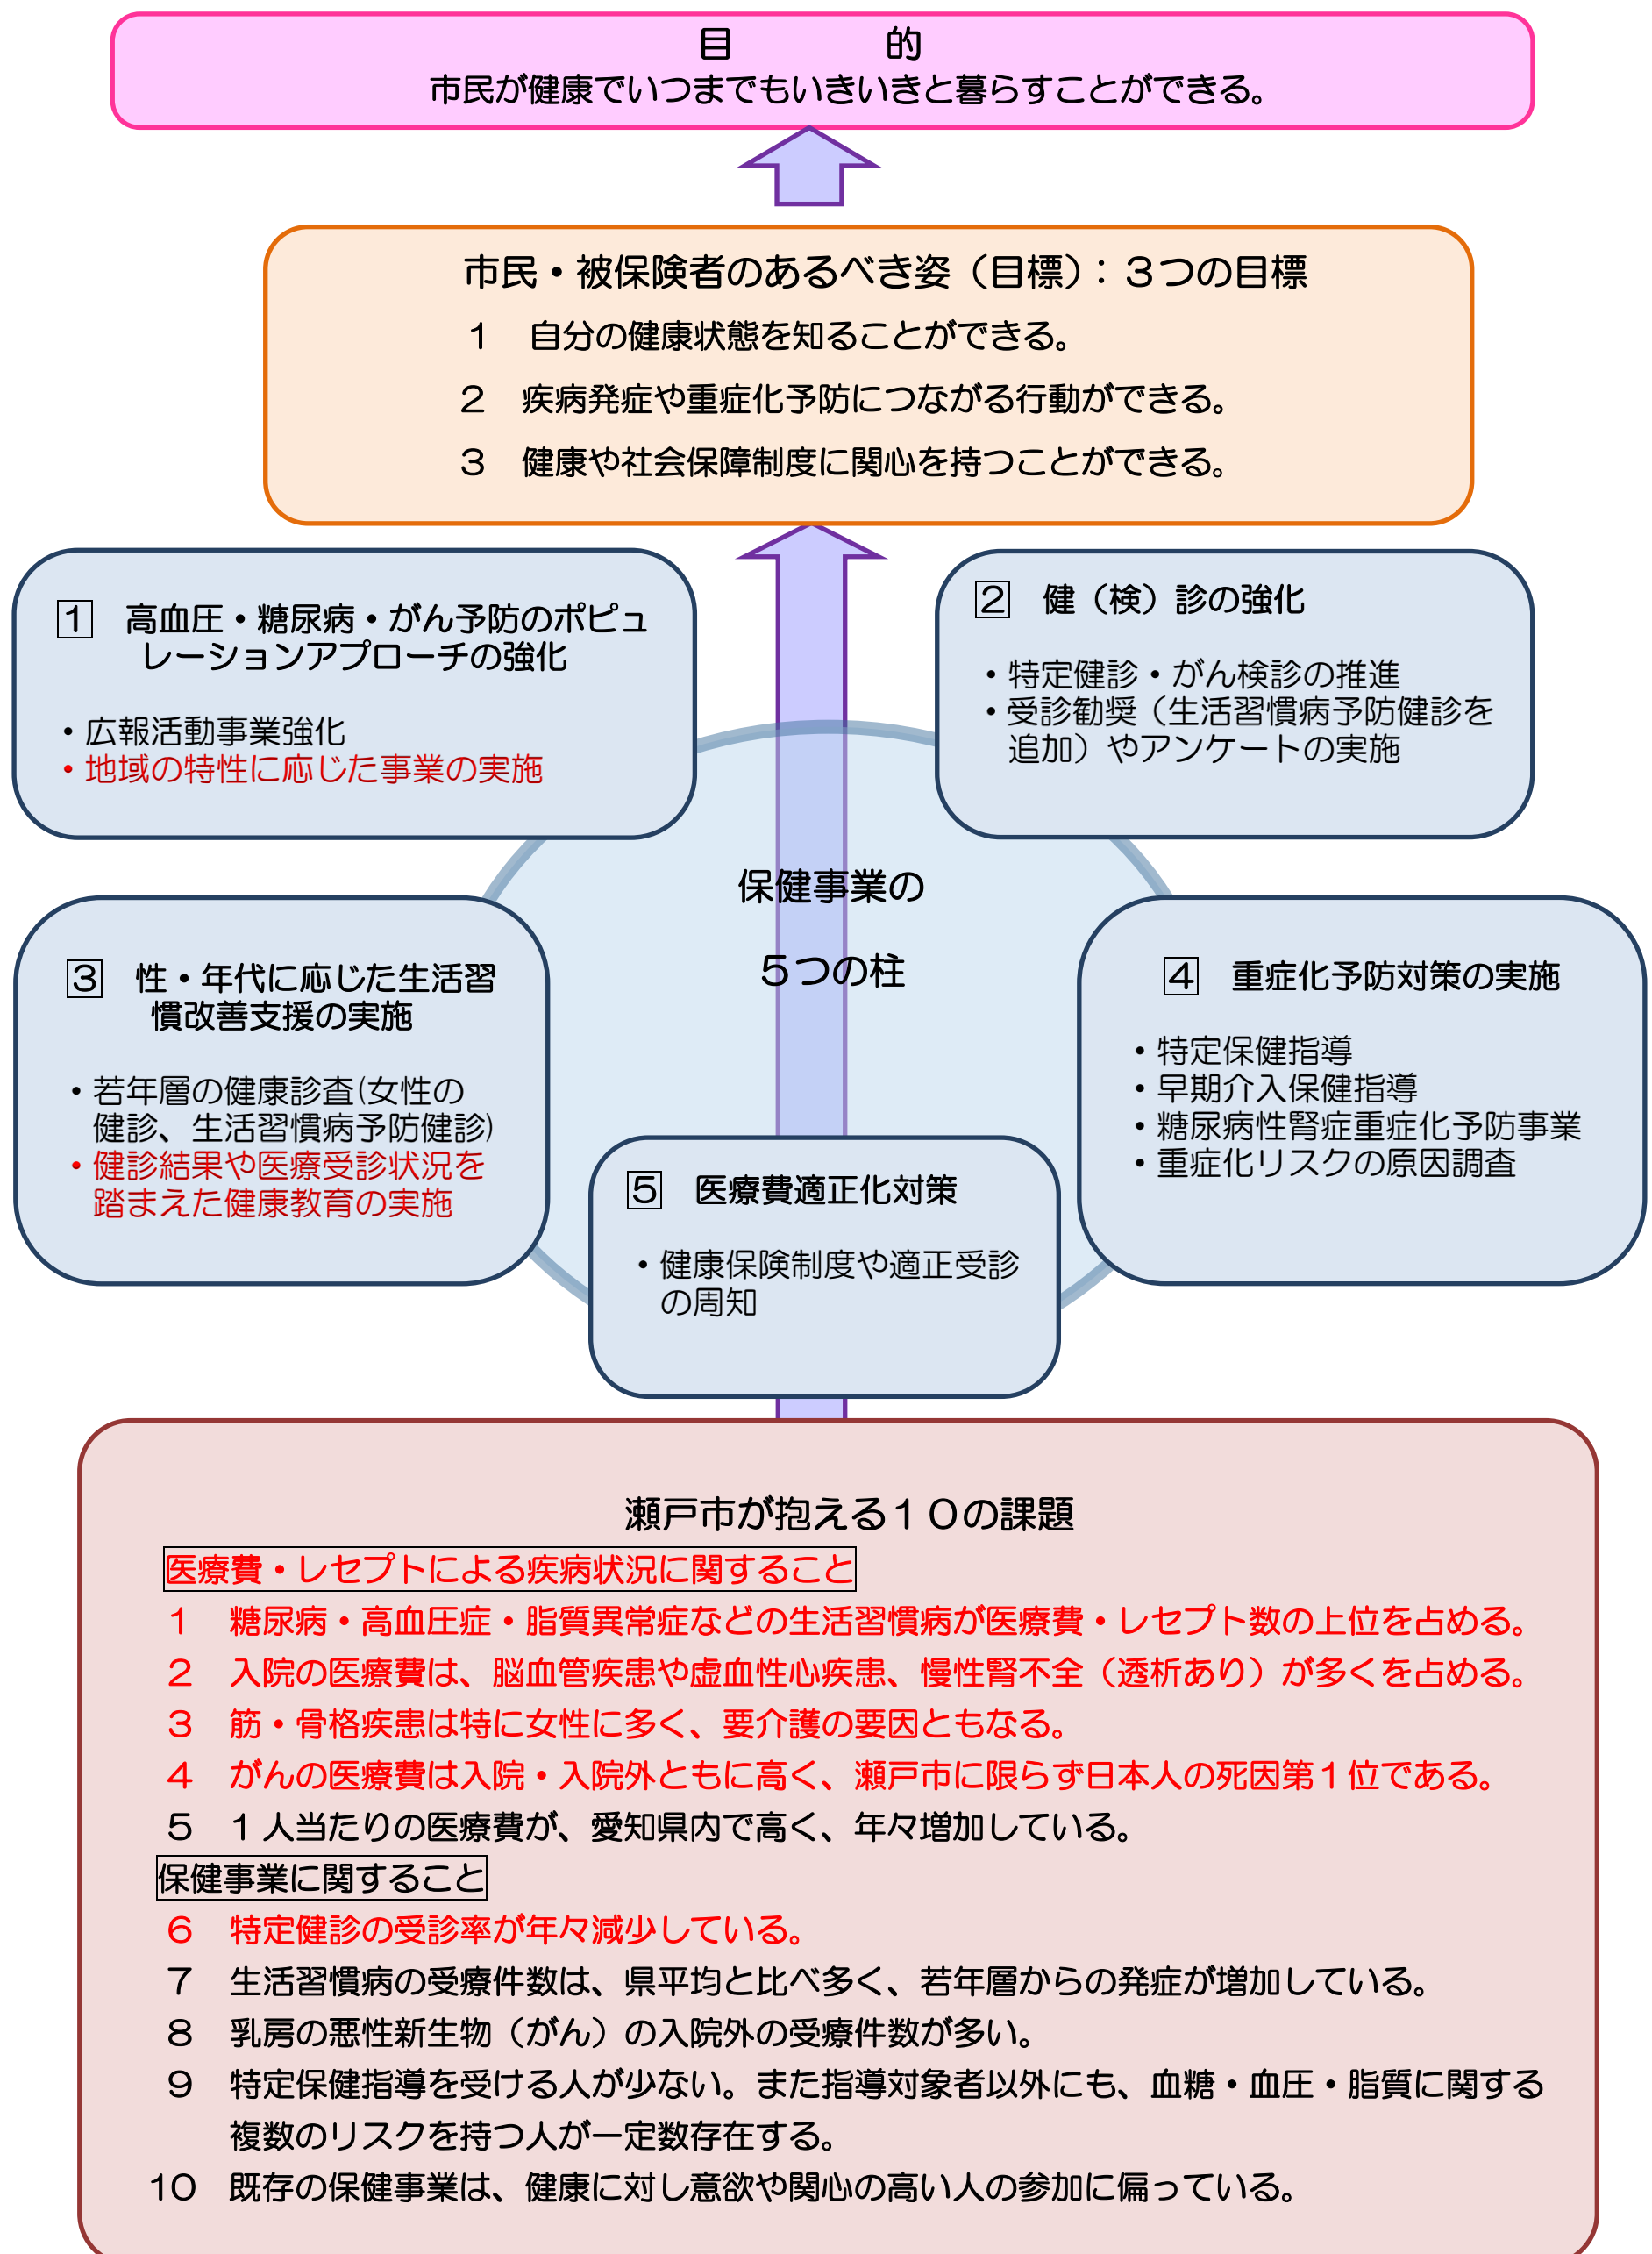 目　　　　的
市民が健康でいつまでもいきいきと暮らすことができる。
市民・被保険者のあるべき姿（目標）：３つの目標
１　自分の健康状態を知ることができる。
２　疾病発症や重症化予防につながる行動ができる。
３　健康や社会保障制度に関心を持つことができる。
１　高血圧・糖尿病・がん予防のポピュ
レーションアプローチの強化
・広報活動事業強化
・地域の特性に応じた事業の実施
２　健（検）診の強化
・特定健診・がん検診の推進
・受診勧奨（生活習慣病予防健診を
追加）やアンケートの実施
保健事業の
５つの柱
３　性・年代に応じた生活習
慣改善支援の実施
・若年層の健康診査(女性の
健診、生活習慣病予防健診)
・健診結果や医療受診状況を
踏まえた健康教育の実施
４　重症化予防対策の実施
・特定保健指導
・早期介入保健指導
・糖尿病性腎症重症化予防事業
・重症化リスクの原因調査
５　医療費適正化対策
・健康保険制度や適正受診
の周知
瀬戸市が抱える１０の課題
医療費・レセプトによる疾病状況に関すること
１　糖尿病・高血圧症・脂質異常症などの生活習慣病が医療費・レセプト数の上位を占める。
２　入院の医療費は、脳血管疾患や虚血性心疾患、慢性腎不全（透析あり）が多くを占める。
３　筋・骨格疾患は特に女性に多く、要介護の要因ともなる。
４　がんの医療費は入院・入院外ともに高く、瀬戸市に限らず日本人の死因第１位である。
５　１人当たりの医療費が、愛知県内で高く、年々増加している。
保健事業に関すること
６　特定健診の受診率が年々減少している。
７　生活習慣病の受療件数は、県平均と比べ多く、若年層からの発症が増加している。
８　乳房の悪性新生物（がん）の入院外の受療件数が多い。
９　特定保健指導を受ける人が少ない。また指導対象者以外にも、血糖・血圧・脂質に関する
複数のリスクを持つ人が一定数存在する。
10　既存の保健事業は、健康に対し意欲や関心の高い人の参加に偏っている。